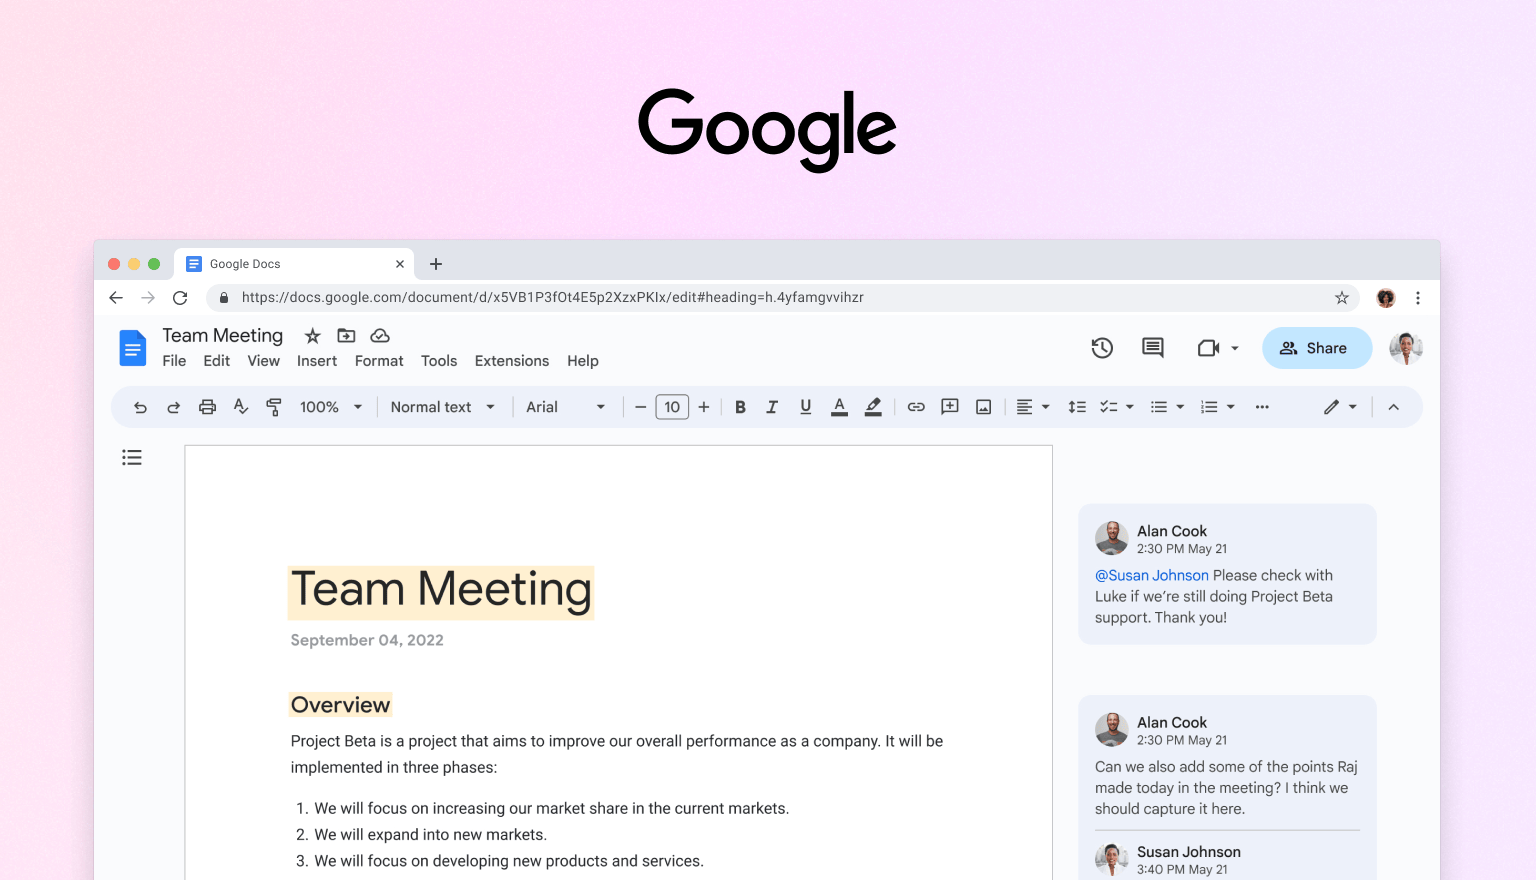 Google
Google Docs
https://docs.google.com/document/d/x5VB1P3fOt4E5p2XzxPKIx/edit#heading=h.4yfamgvvihzr
Team Meeting
File Edit View Insert Format Tools Extensions Help
Share
100% Normal text Arial 10 B I U A
Team Meeting
September 04, 2022
Overview
Project Beta is a project that aims to improve our overall performance as a company. It will be
implemented in three phases:
1. We will focus on increasing our market share in the current markets.
2. We will expand into new markets.
3. We will focus on developing new products and services.
Alan Cook
2:30 PM May 21
@Susan Johnson Please check with
Luke if we’re still doing Project Beta
support. Thank you!
Alan Cook
2:30 PM May 21
Can we also add some of the points Raj
made today in the meeting? I think we
should capture it here.
Susan Johnson
3:40 PM May 21